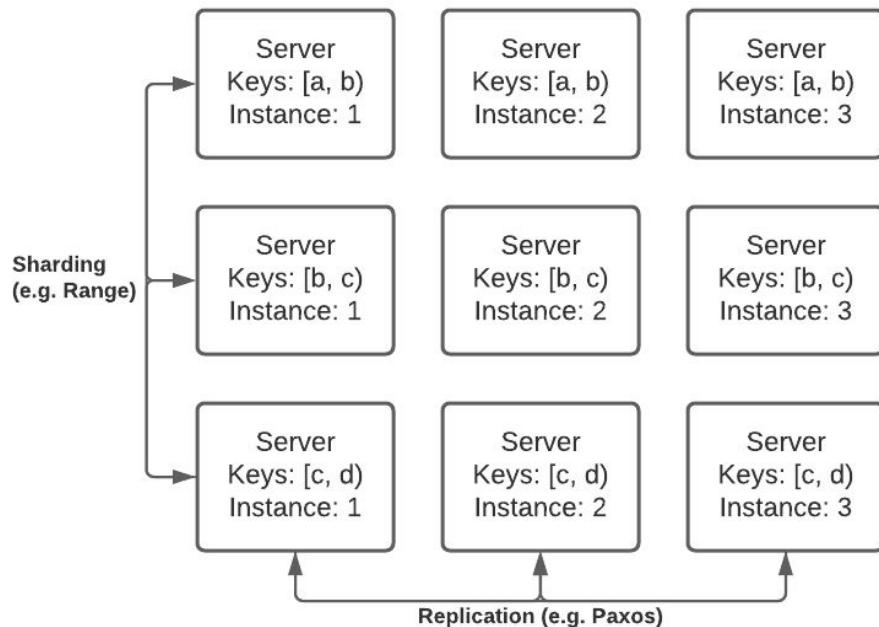 Server
Keys: [a, b)
Instance: 1
Server
Keys: [a, b)
Instance: 2
Server
Keys: [a, b)
Instance: 3
Sharding
(e.g. Range)
Server
Keys: [b, c)
Instance: 1
Server
Keys: [b, c)
Instance: 2
Server
Keys: [b, c)
Instance: 3
Server
Keys: [c, d)
Instance: 1
Server
Keys: [c, d)
Instance: 2
Server
Keys: [c, d)
Instance: 3
Replication (e.g. Paxos)